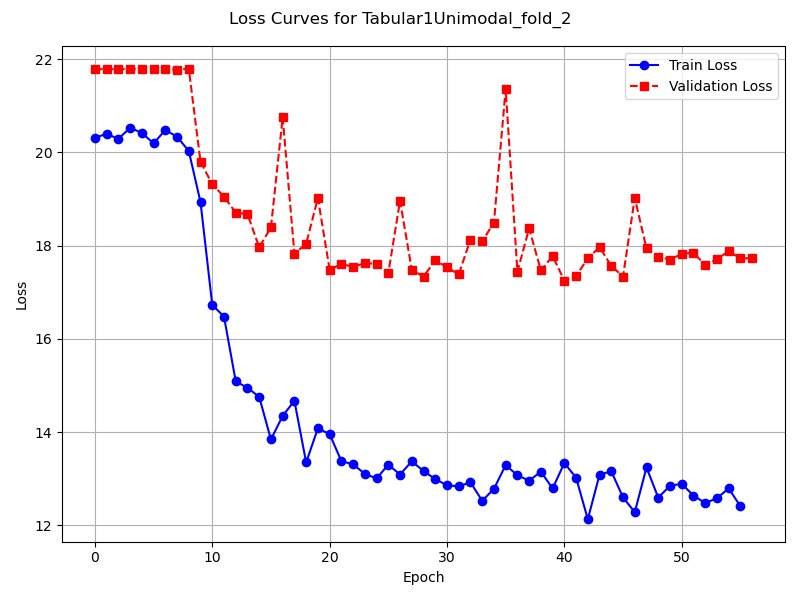 Loss Curves for Tabular1Unimodal_fold_2
Train Loss
Validation Loss
Loss
22
20
18
16
14
12
0 10 20 30 40 50
Epoch